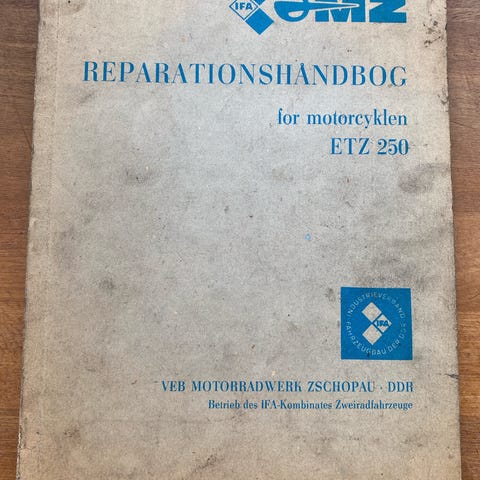 IFA MZ
REPARATIONSHÅNDBOG
for motorcyklen
ETZ 250
INDUSTRIEVERBAND
FAHRZEUGBAU DER DDR
IFA
VEB MOTORRADWERK ZSCHOPAU · DDR
Betrieb des IFA-Kombinates Zweiradfahrzeuge